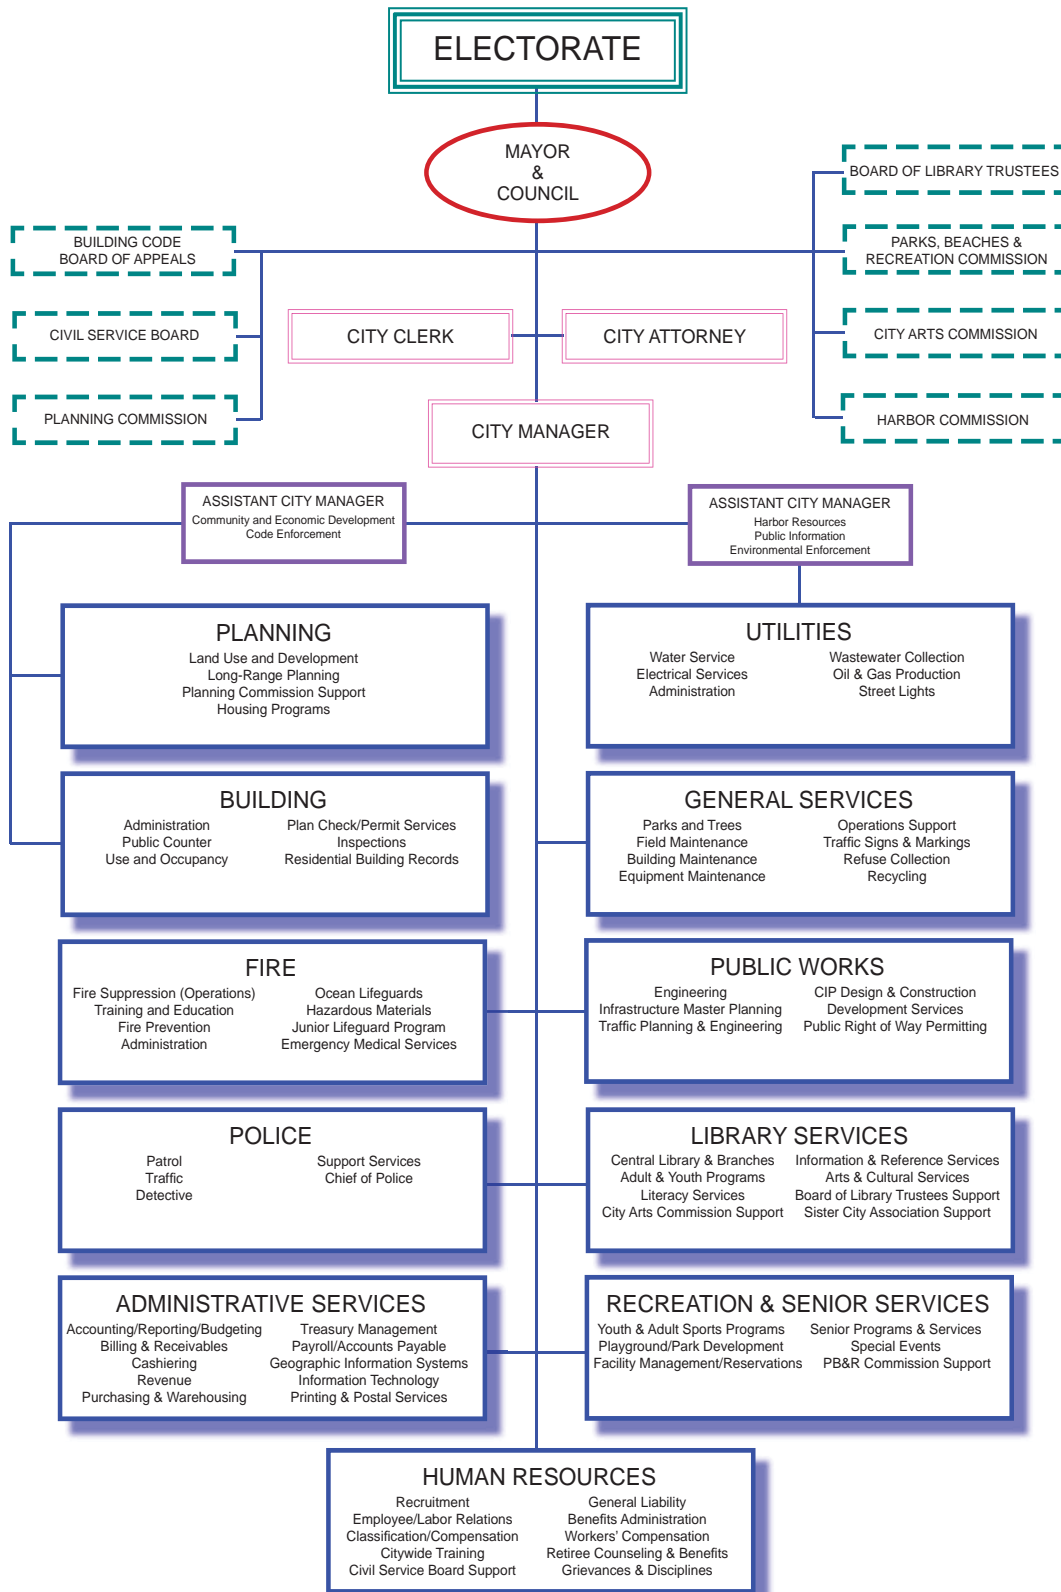 ELECTORATE
MAYOR
&
COUNCIL
BOARD OF LIBRARY TRUSTEES
BUILDING CODE
BOARD OF APPEALS
PARKS, BEACHES &
RECREATION COMMISSION
CIVIL SERVICE BOARD
CITY CLERK
CITY ATTORNEY
CITY ARTS COMMISSION
PLANNING COMMISSION
CITY MANAGER
HARBOR COMMISSION
ASSISTANT CITY MANAGER
Community and Economic Development
Code Enforcement
ASSISTANT CITY MANAGER
Harbor Resources
Public Information
Environmental Enforcement
PLANNING
Land Use and Development
Long-Range Planning
Planning Commission Support
Housing Programs
UTILITIES
Water Service
Electrical Services
Administration
Wastewater Collection
Oil & Gas Production
Street Lights
BUILDING
Administration
Public Counter
Use and Occupancy
Plan Check/Permit Services
Inspections
Residential Building Records
GENERAL SERVICES
Parks and Trees
Field Maintenance
Building Maintenance
Equipment Maintenance
Operations Support
Traffic Signs & Markings
Refuse Collection
Recycling
FIRE
Fire Suppression (Operations)
Training and Education
Fire Prevention
Administration
Ocean Lifeguards
Hazardous Materials
Junior Lifeguard Program
Emergency Medical Services
PUBLIC WORKS
Engineering
Infrastructure Master Planning
Traffic Planning & Engineering
CIP Design & Construction
Development Services
Public Right of Way Permitting
POLICE
Patrol
Traffic
Detective
Support Services
Chief of Police
LIBRARY SERVICES
Central Library & Branches
Adult & Youth Programs
Literacy Services
City Arts Commission Support
Information & Reference Services
Arts & Cultural Services
Board of Library Trustees Support
Sister City Association Support
ADMINISTRATIVE SERVICES
Accounting/Reporting/Budgeting
Billing & Receivables
Cashiering
Revenue
Purchasing & Warehousing
Treasury Management
Payroll/Accounts Payable
Geographic Information Systems
Information Technology
Printing & Postal Services
RECREATION & SENIOR SERVICES
Youth & Adult Sports Programs
Playground/Park Development
Facility Management/Reservations
Senior Programs & Services
Special Events
PB&R Commission Support
HUMAN RESOURCES
Recruitment
Employee/Labor Relations
Classification/Compensation
Citywide Training
Civil Service Board Support
General Liability
Benefits Administration
Workers' Compensation
Retiree Counseling & Benefits
Grievances & Disciplines